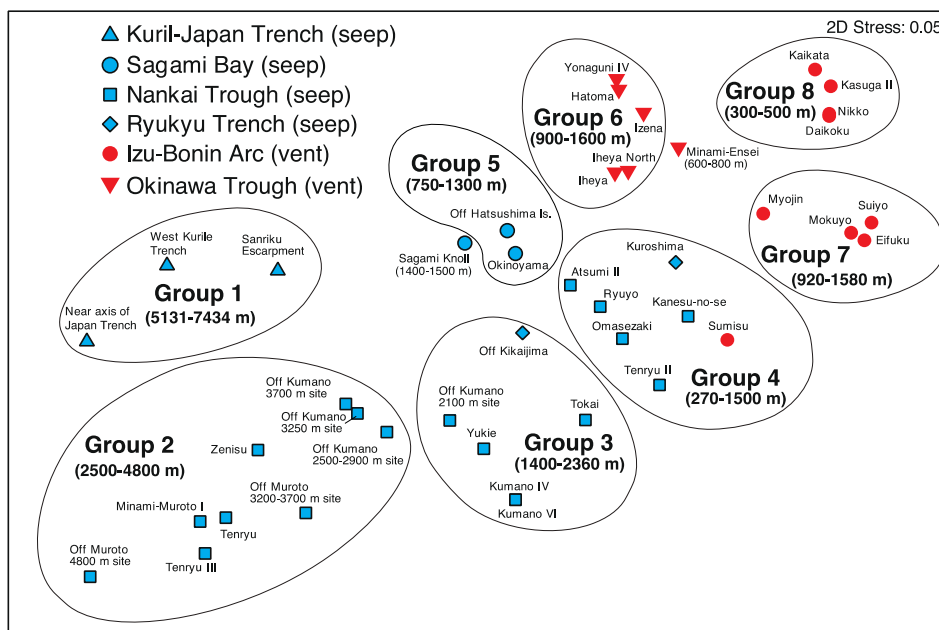 2D Stress: 0.05
Kuril-Japan Trench (seep)
Sagami Bay (seep)
Nankai Trough (seep)
Ryukyu Trench (seep)
Izu-Bonin Arc (vent)
Okinawa Trough (vent)
Yonaguni IV
Hatoma
Group 6
(900-1600 m)
Izena
Iheya North
Iheya
Minami-Ensei
(600-800 m)
Kaikata
Group 8
(300-500 m)
Kasuga II
Nikko
Daikoku
Group 5
(750-1300 m)
Off Hatsushima Is.
Sagami Knoll
(1400-1500 m)
Okinoyama
Myojin
Suiyo
Mokuyo
Eifuku
Group 7
(920-1580 m)
West Kurile
Trench
Sanriku
Escarpment
Group 1
(5131-7434 m)
Near axis of
Japan Trench
Kuroshima
Atsumi II
Ryuyo
Kanesu-no-se
Omasezaki
Sumisu
Tenryu II
Group 4
(270-1500 m)
Off Kikaijima
Off Kumano
2100 m site
Tokai
Yukie
Group 3
(1400-2360 m)
Kumano IV
Kumano VI
Off Kumano
3700 m site
Off Kumano
3250 m site
Off Kumano
2500-2900 m site
Group 2
(2500-4800 m)
Zenisu
Off Muroto
3200-3700 m site
Minami-Muroto I
Tenryu
Tenryu III
Off Muroto
4800 m site